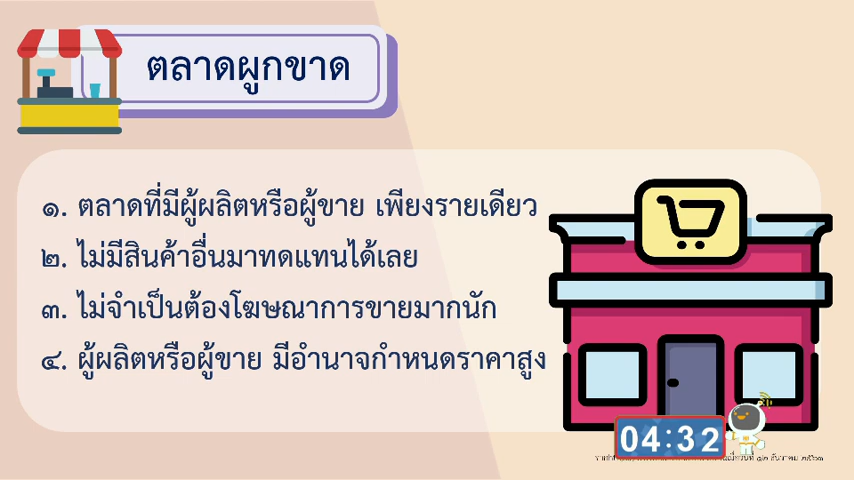 ตลาดผูกขาด
๑. ตลาดที่มีผู้ผลิตหรือผู้ขาย เพียงรายเดียว
๒. ไม่มีสินค้าอื่นมาทดแทนได้เลย
๓. ไม่จำเป็นต้องโฆษณาการขายมากนัก
๔. ผู้ผลิตหรือผู้ขาย มีอำนาจกำหนดราคาสูง
04:32